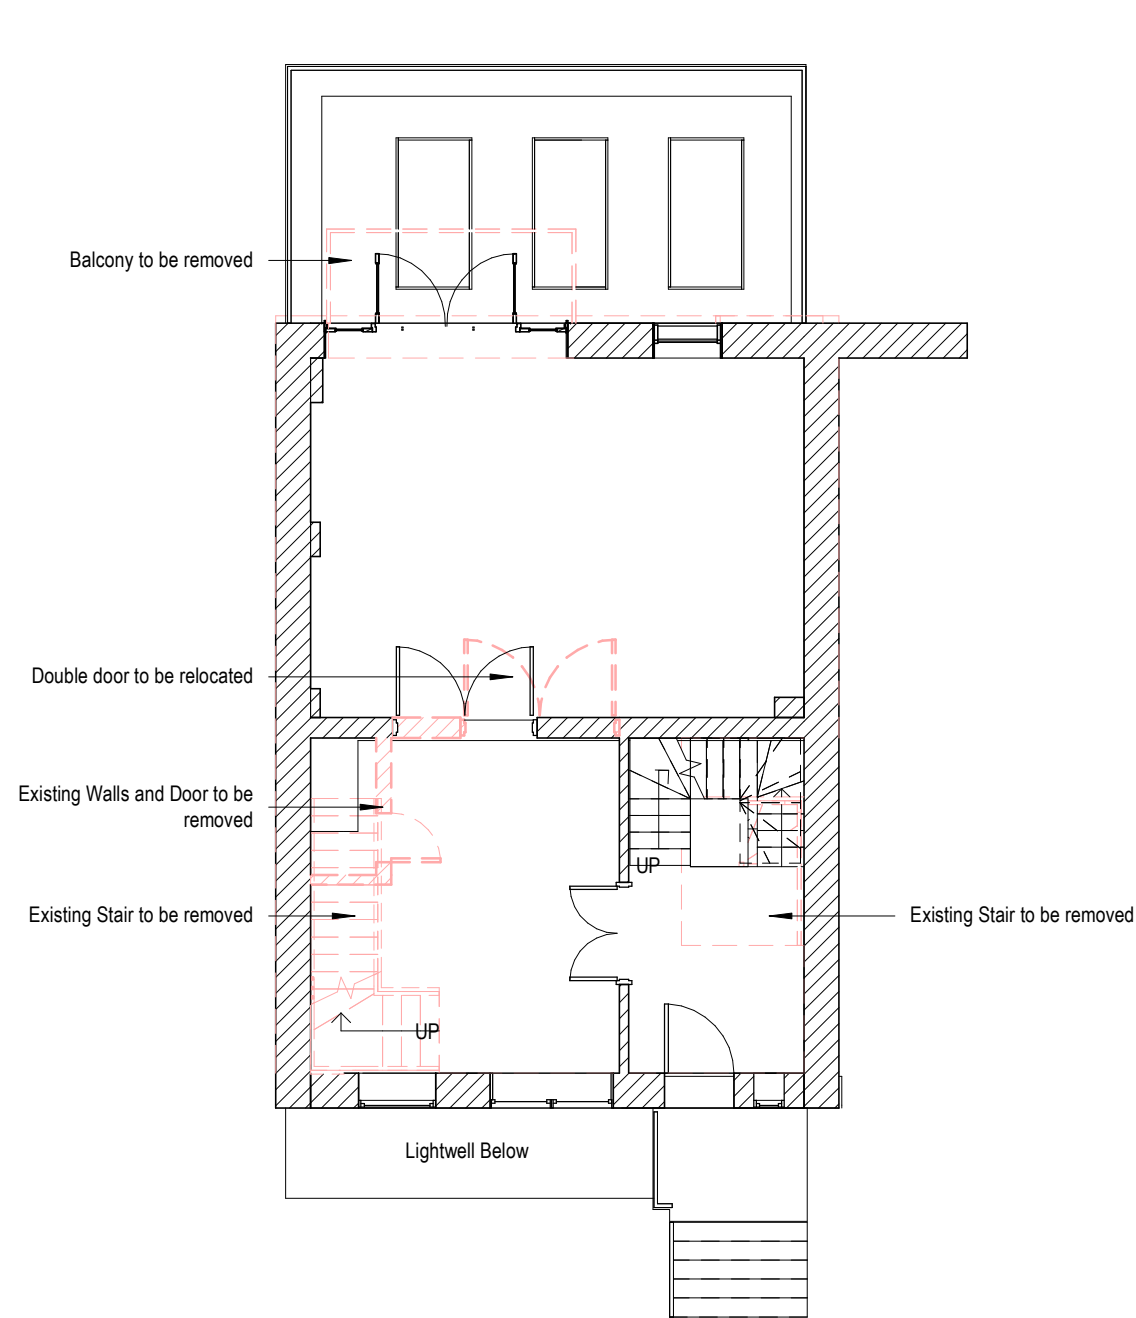 Balcony to be removed
Double door to be relocated
Existing Walls and Door to be
removed
UP
Existing Stair to be removed
Existing Stair to be removed
UP
Lightwell Below